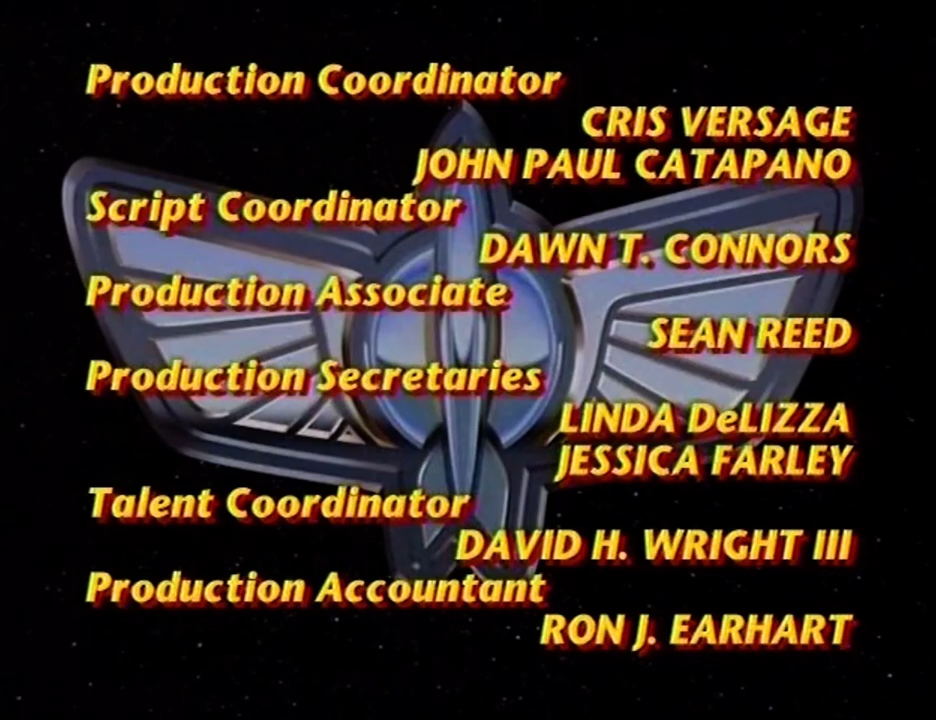 Production Coordinator
CRIS VERSAGE
JOHN PAUL CATAPANO
Script Coordinator
DAWN T. CONNORS
Production Associate
SEAN REED
Production Secretaries
LINDA DeLIZZA
JESSICA FARLEY
Talent Coordinator
DAVID H. WRIGHT III
Production Accountant
RON J. EARHART